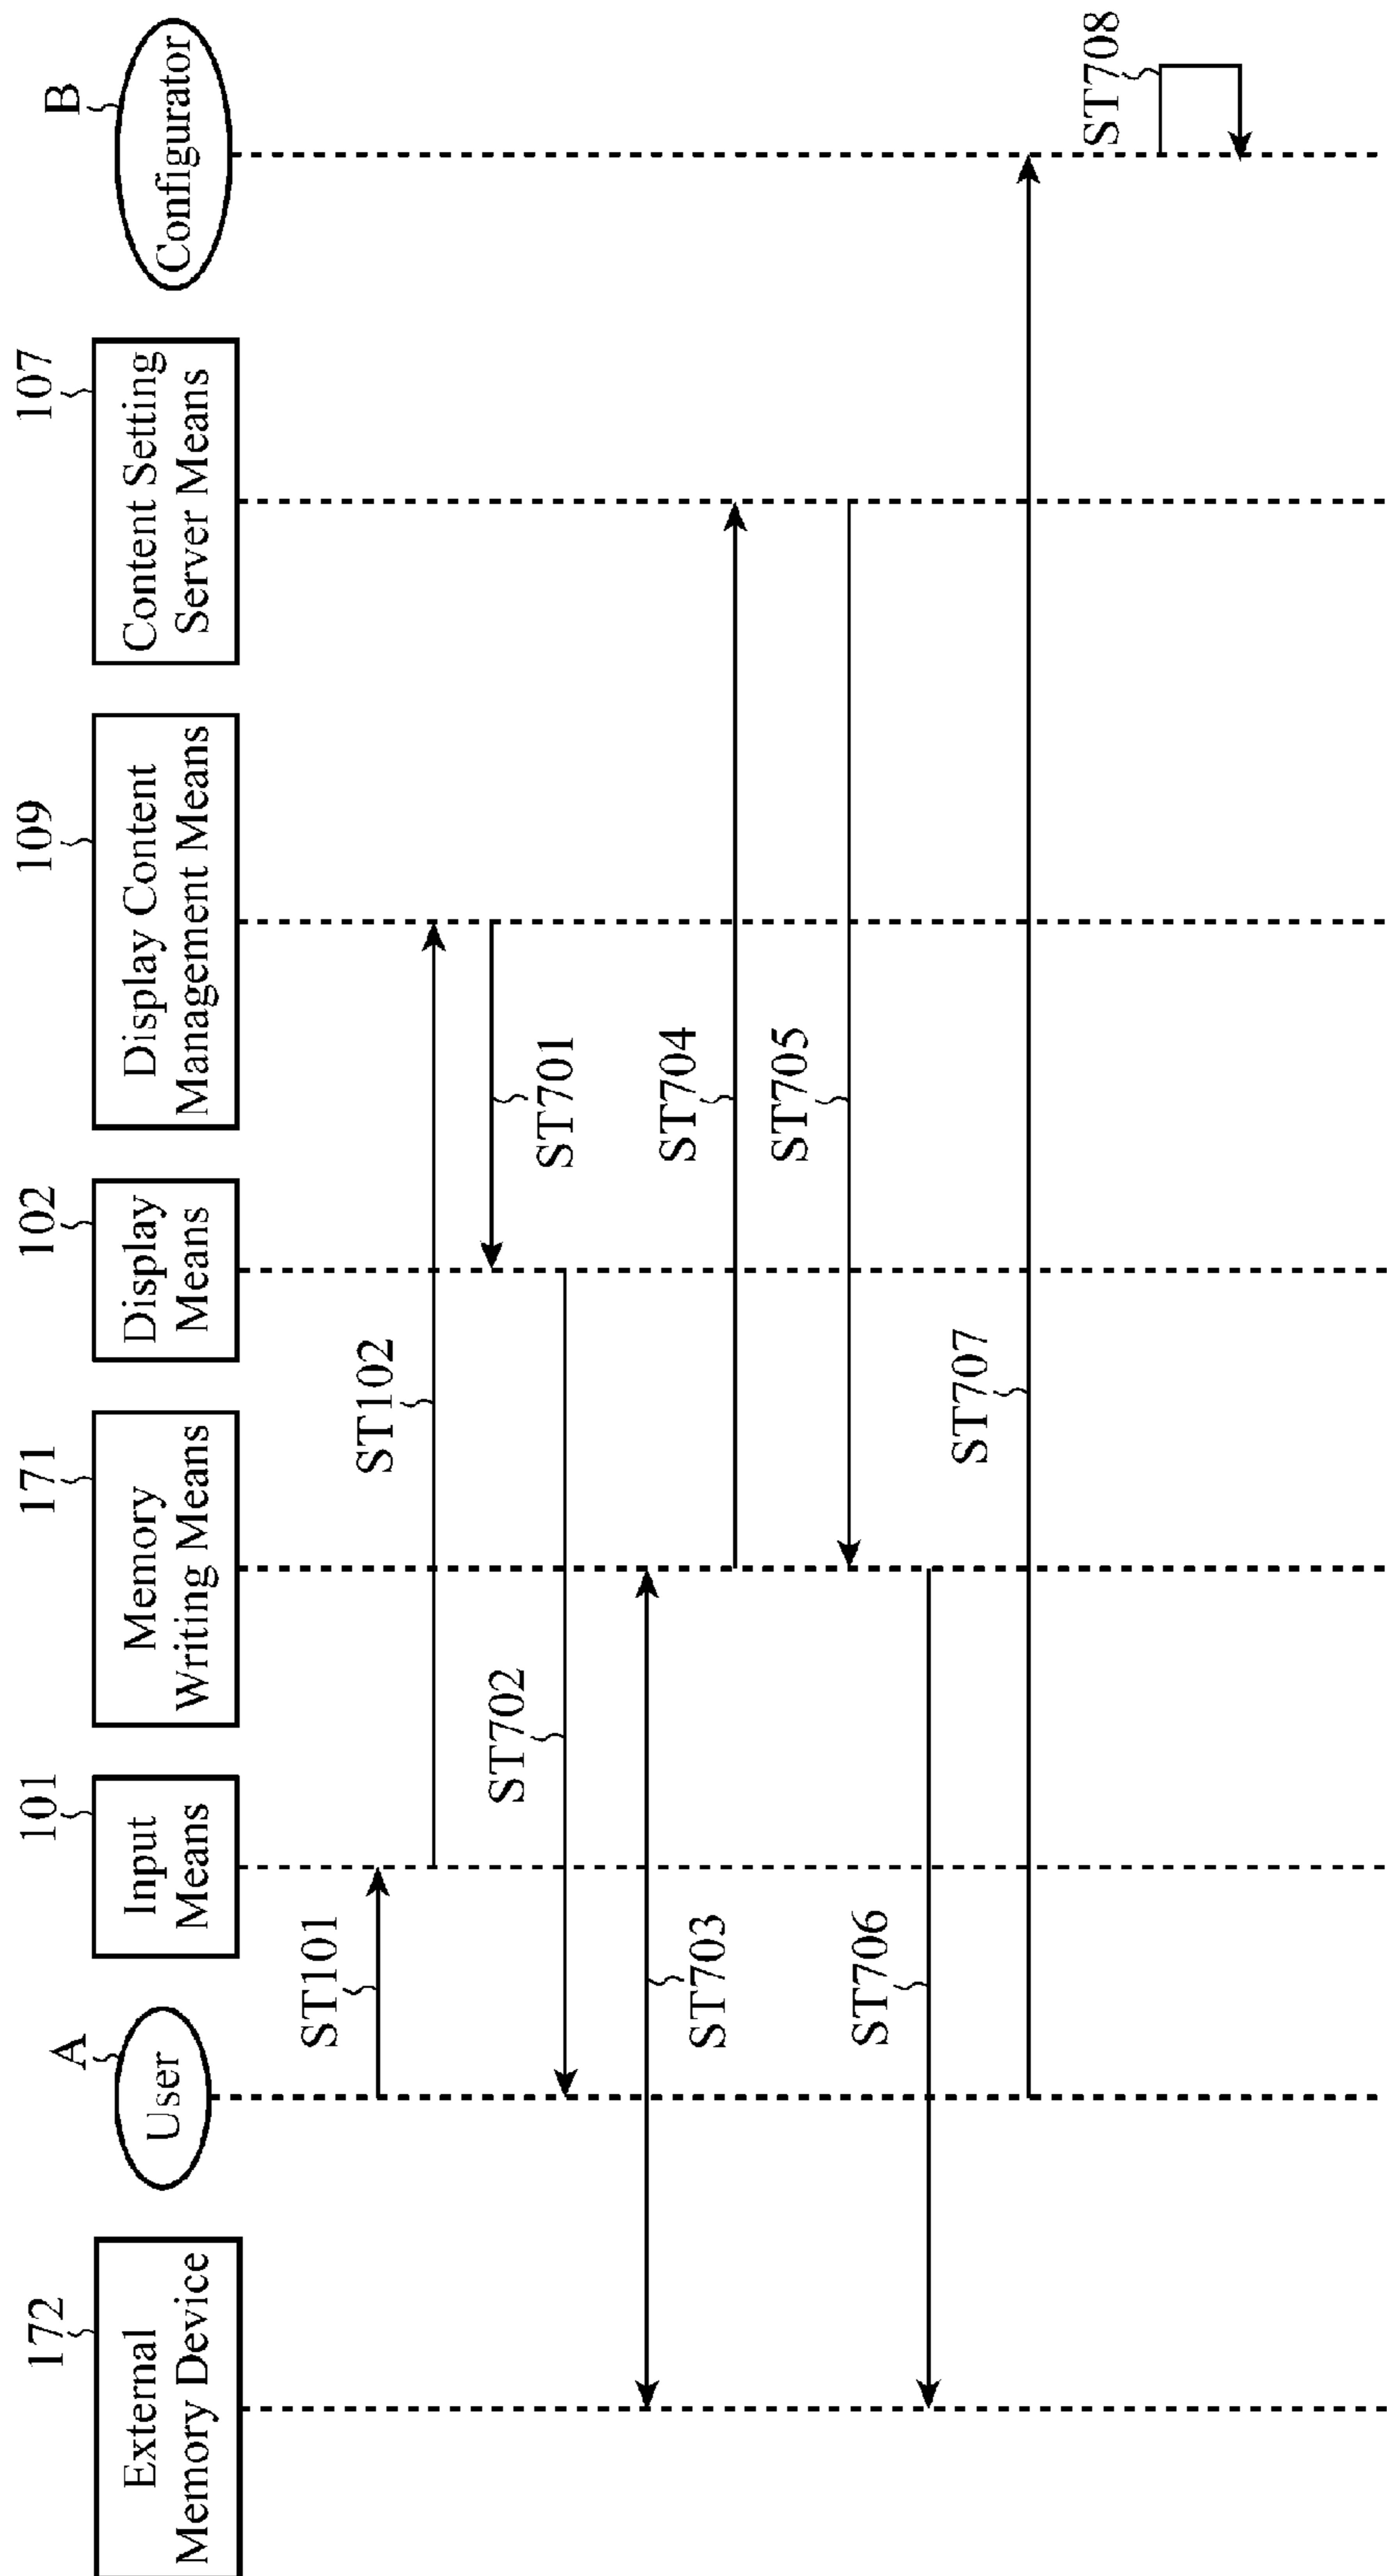 172
External
Memory Device
A
User
101
Input
Means
171
Memory
Writing Means
102
Display
Means
109
Display Content
Management Means
107
Content Setting
Server Means
B
Configurator
ST101
ST102
ST701
ST702
ST703
ST704
ST705
ST706
ST707
ST708